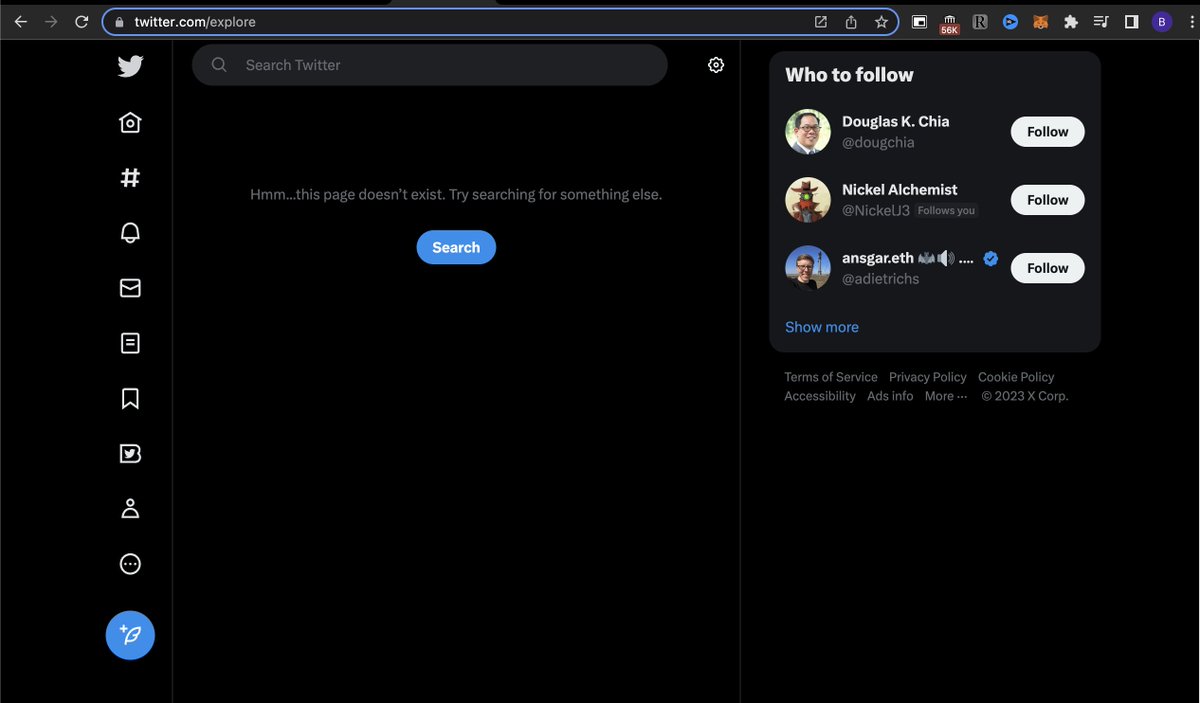 twitter.com/explore
56K
R
B
Search Twitter
Hmm...this page doesn’t exist. Try searching for something else.
Search
Who to follow
Douglas K. Chia
@dougchia
Follow
Nickel Alchemist
@NickelJ3 Follows you
Follow
ansgar.eth 🦇🔊 ....
@adietrichs
Follow
Show more
Terms of Service Privacy Policy Cookie Policy
Accessibility Ads info More ··· © 2023 X Corp.